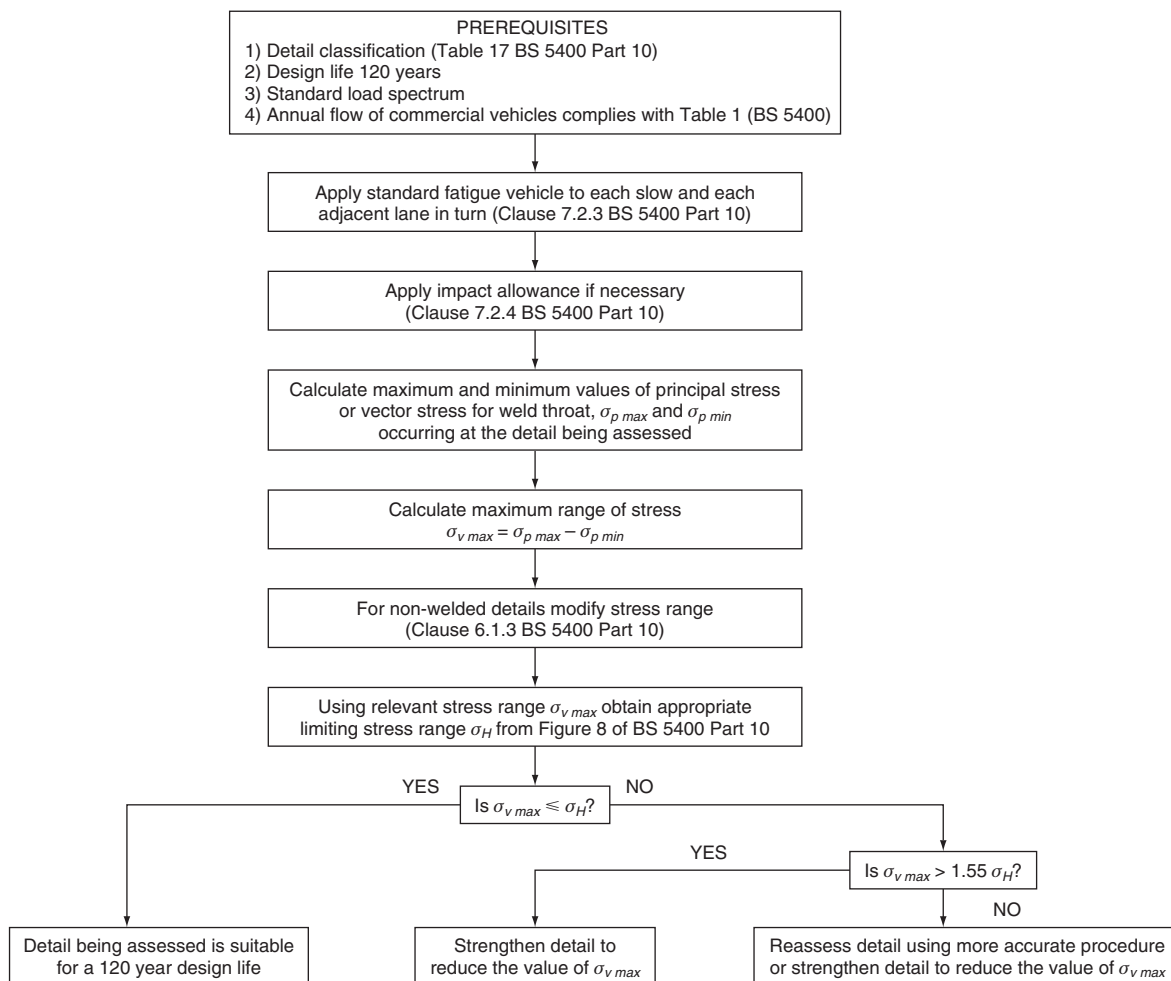 PREREQUISITES
1) Detail classification (Table 17 BS 5400 Part 10)
2) Design life 120 years
3) Standard load spectrum
4) Annual flow of commercial vehicles complies with Table 1 (BS 5400)
Apply standard fatigue vehicle to each slow and each
adjacent lane in turn (Clause 7.2.3 BS 5400 Part 10)
Apply impact allowance if necessary
(Clause 7.2.4 BS 5400 Part 10)
Calculate maximum and minimum values of principal stress
or vector stress for weld throat, σp max and σp min
occurring at the detail being assessed
Calculate maximum range of stress
σv max = σp max − σp min
For non-welded details modify stress range
(Clause 6.1.3 BS 5400 Part 10)
Using relevant stress range σv max obtain appropriate
limiting stress range σH from Figure 8 of BS 5400 Part 10
YES
Is σv max ⩽ σH?
NO
YES
Is σv max > 1.55 σH?
NO
Detail being assessed is suitable
for a 120 year design life
Strengthen detail to
reduce the value of σv max
Reassess detail using more accurate procedure
or strengthen detail to reduce the value of σv max